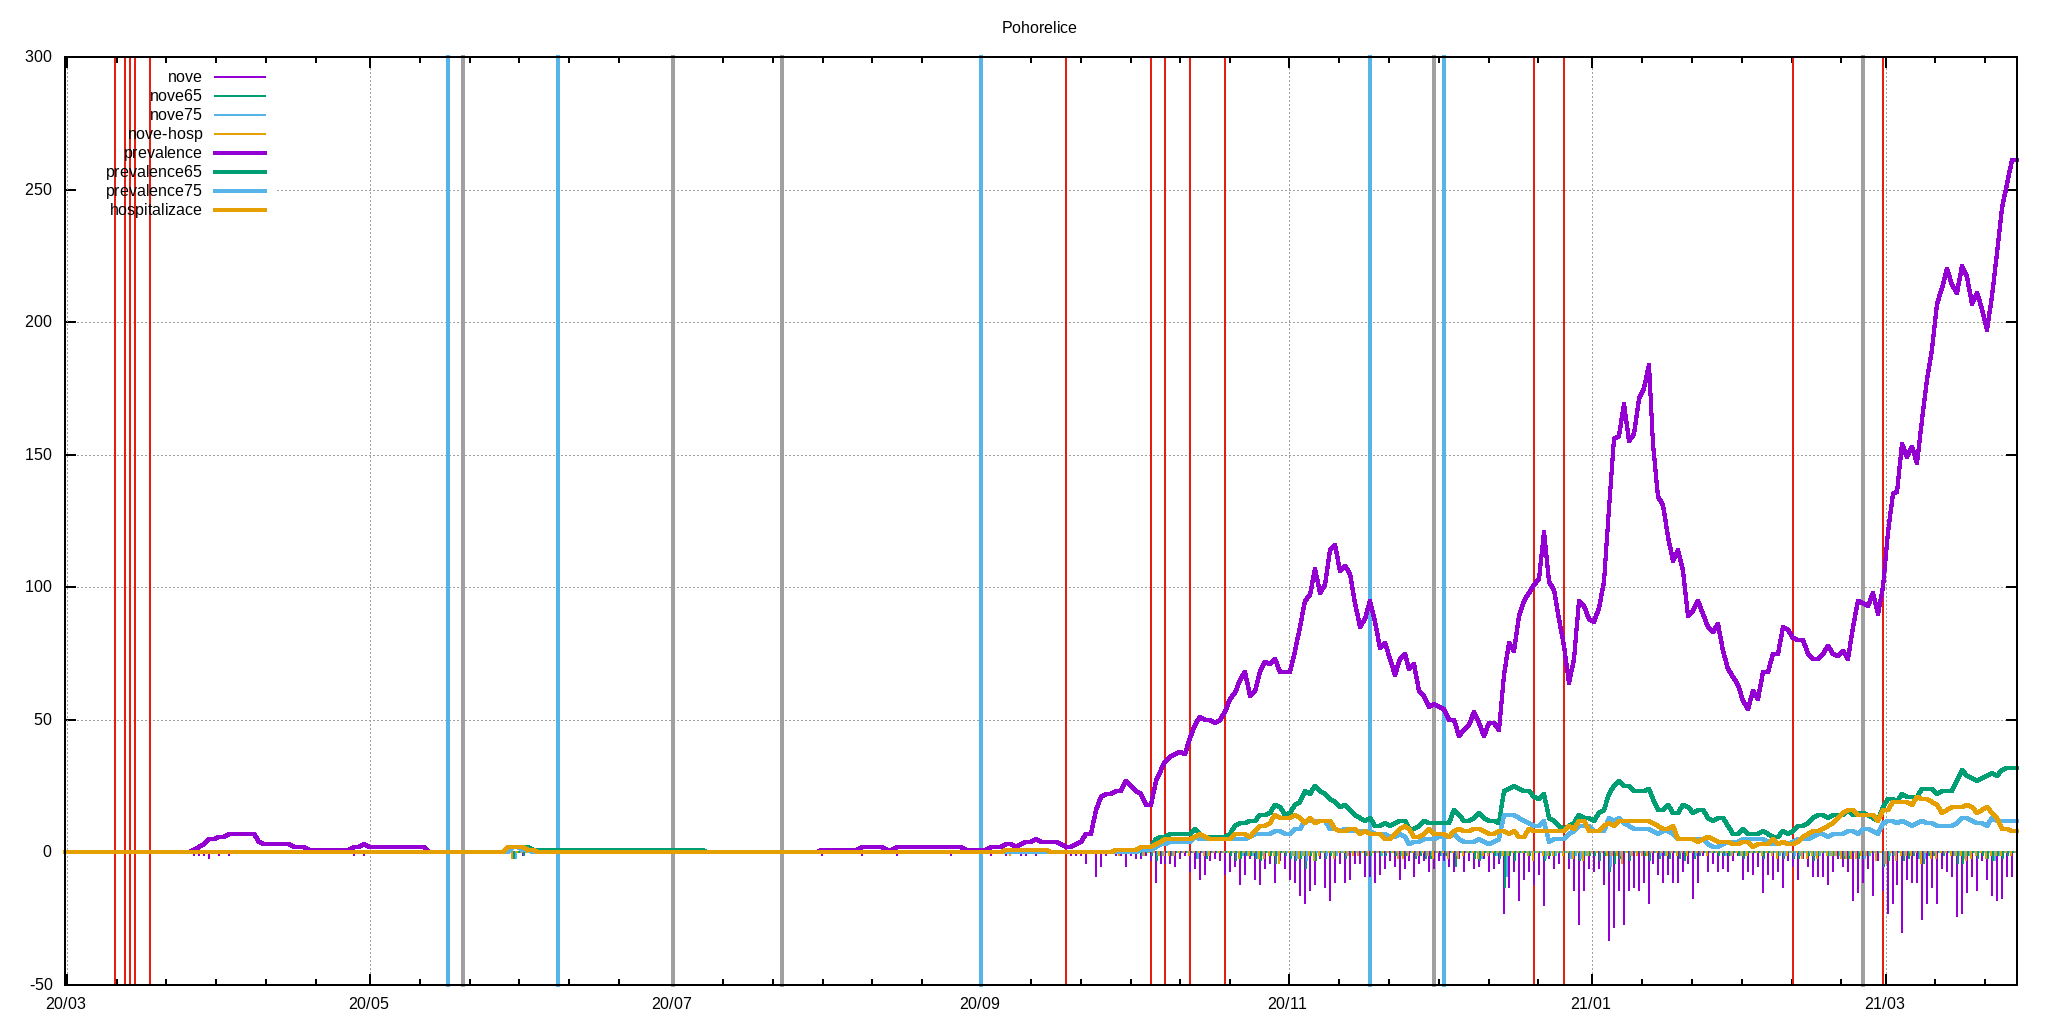 Pohorelice
300
nove
nove65
nove75
nove-hosp
prevalence
prevalence65
prevalence75
hospitalizace
250
200
150
100
50
0
-50
20/03 20/05 20/07 20/09 20/11 21/01 21/03